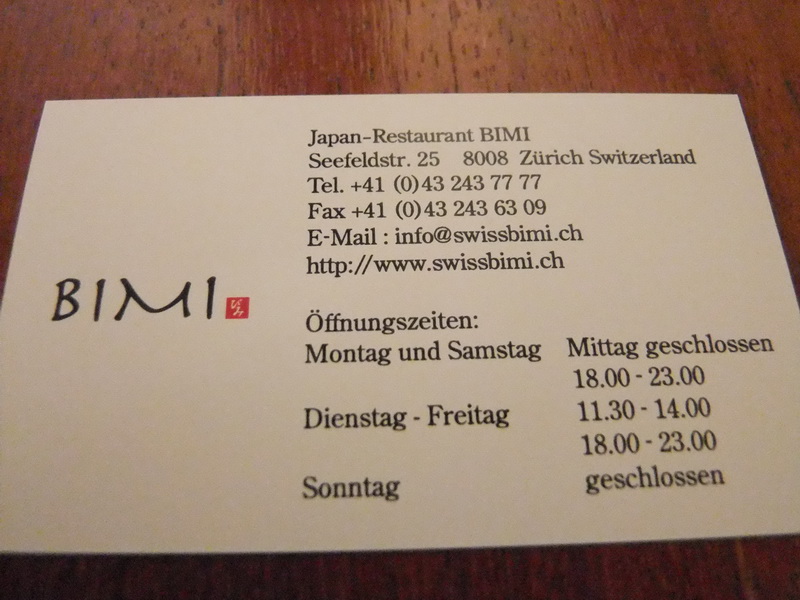 BIMI
Japan-Restaurant BIMI
Seefeldstr. 25 8008 Zürich Switzerland
Tel. +41 (0)43 243 77 77
Fax +41 (0)43 243 63 09
E-Mail : info@swissbimi.ch
http://www.swissbimi.ch
Öffnungszeiten:
Montag und Samstag Mittag geschlossen
18.00 - 23.00
Dienstag - Freitag 11.30 - 14.00
18.00 - 23.00
Sonntag geschlossen